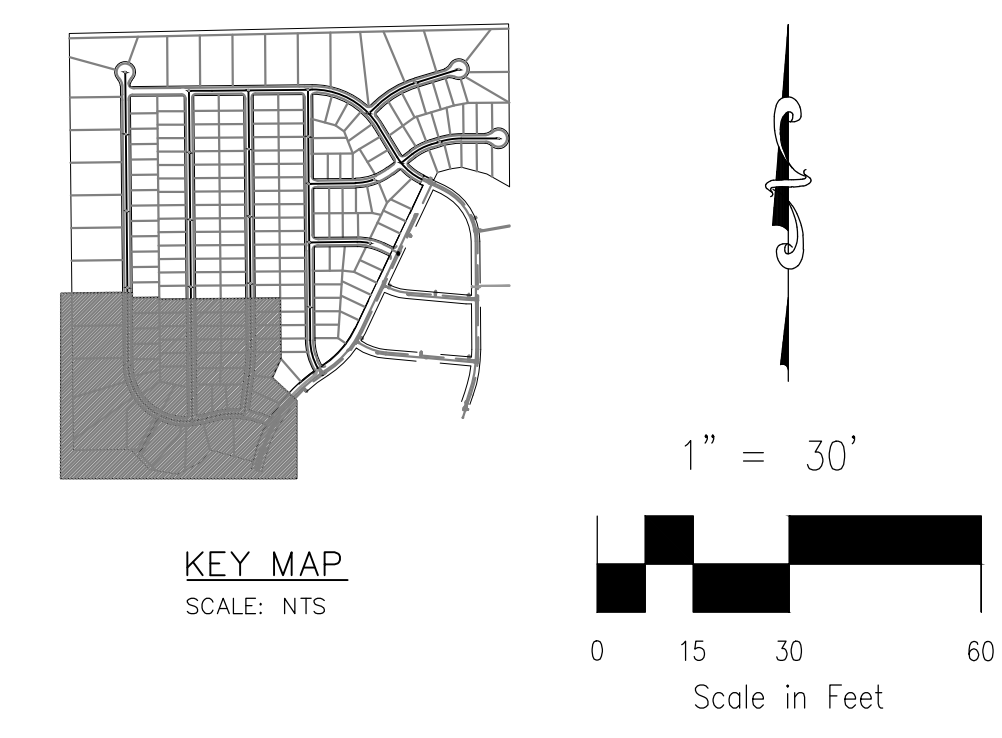 1” = 30’
KEY MAP
SCALE: NTS
0 15 30 60
Scale in Feet